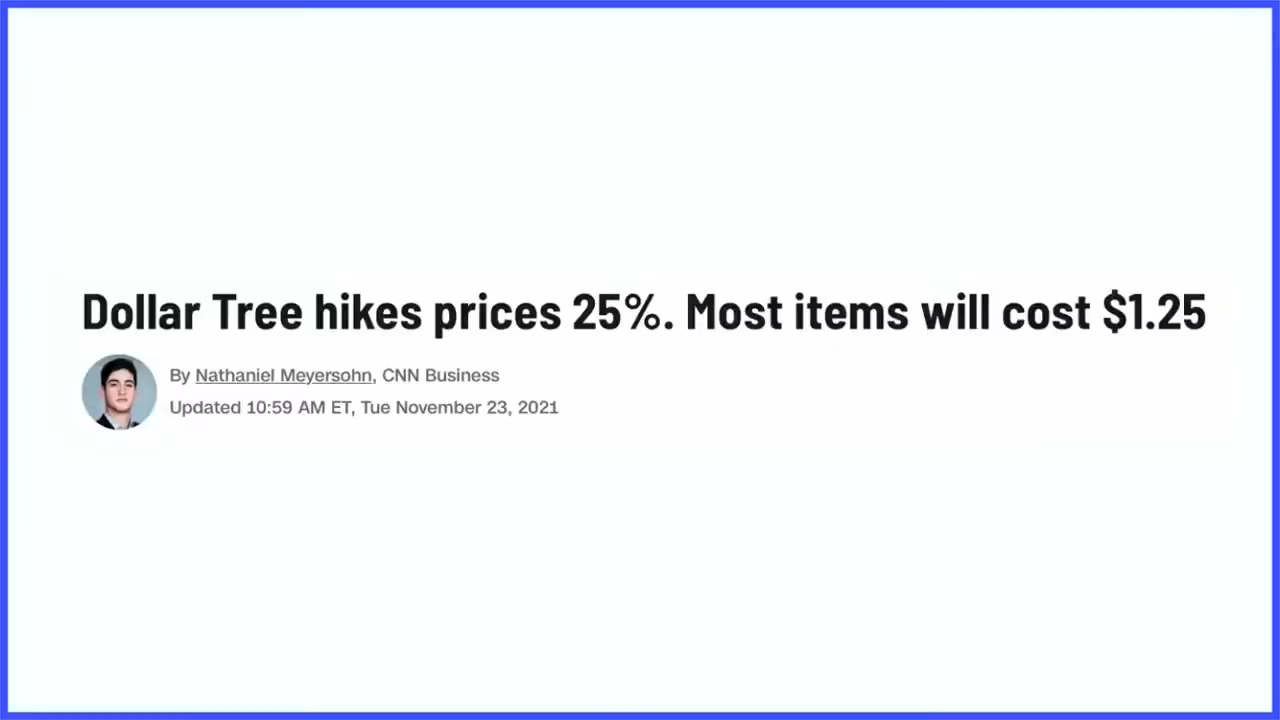 Dollar Tree hikes prices 25%. Most items will cost $1.25
By Nathaniel Meyersohn, CNN Business
Updated 10:59 AM ET, Tue November 23, 2021